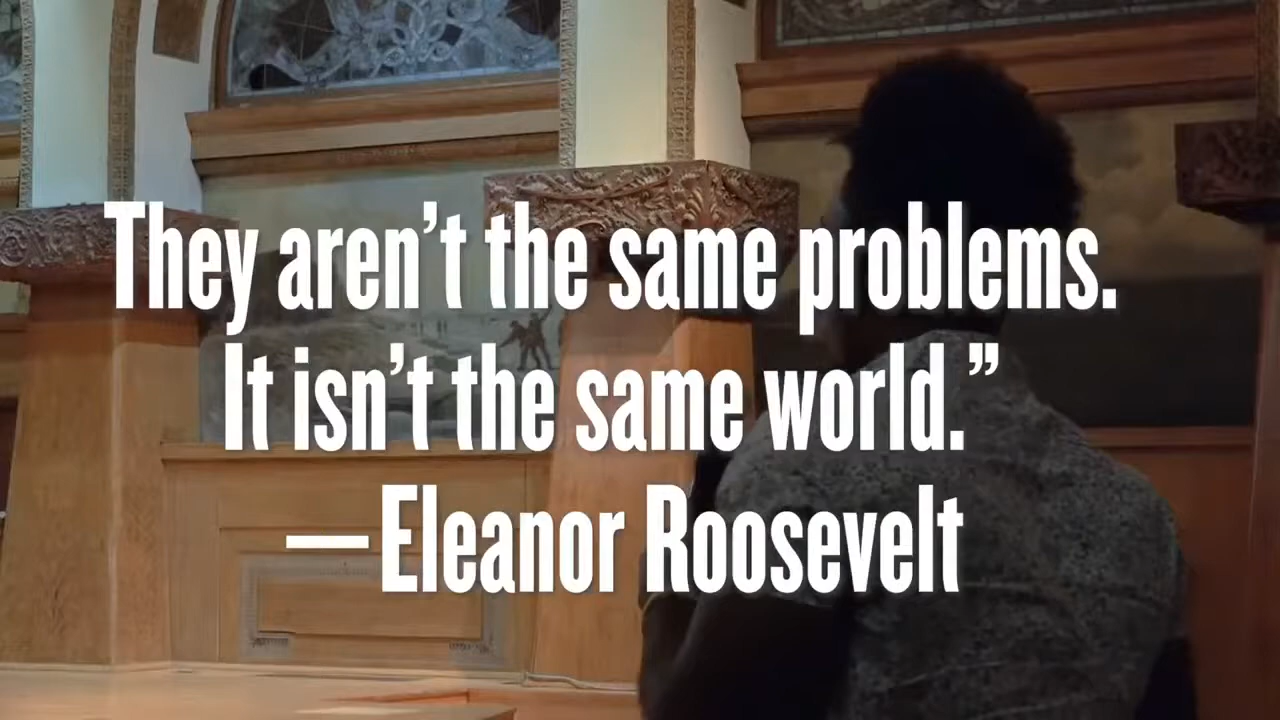 They aren’t the same problems.
It isn’t the same world.”
—Eleanor Roosevelt